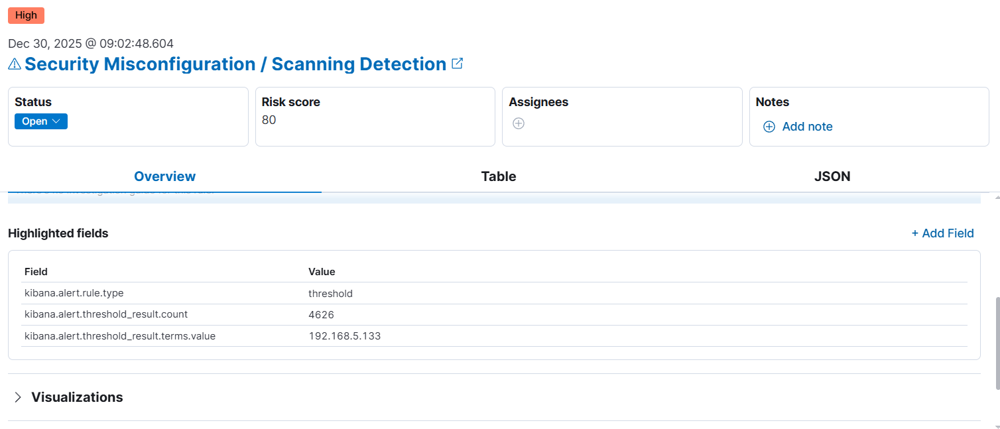 High
Dec 30, 2025 @ 09:02:48.604
Security Misconfiguration / Scanning Detection
Status
Open
Risk score
80
Assignees
Notes
Add note
Overview
Table
JSON
Highlighted fields
+ Add Field
Field Value
kibana.alert.rule.type threshold
kibana.alert.threshold_result.count 4626
kibana.alert.threshold_result.terms.value 192.168.5.133
Visualizations